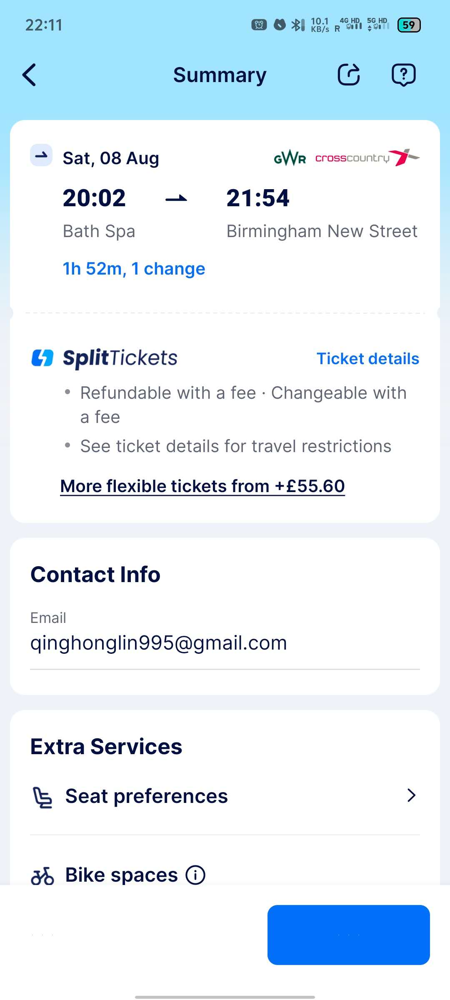 22:11
10.1 KB/s R 4G HD 5G HD 59
Summary
Sat, 08 Aug GWR crosscountry
20:02 21:54
Bath Spa Birmingham New Street
1h 52m, 1 change
SplitTickets Ticket details
• Refundable with a fee · Changeable with
a fee
• See ticket details for travel restrictions
More flexible tickets from +£55.60
Contact Info
Email
qinghonglin995@gmail.com
Extra Services
Seat preferences
Bike spaces